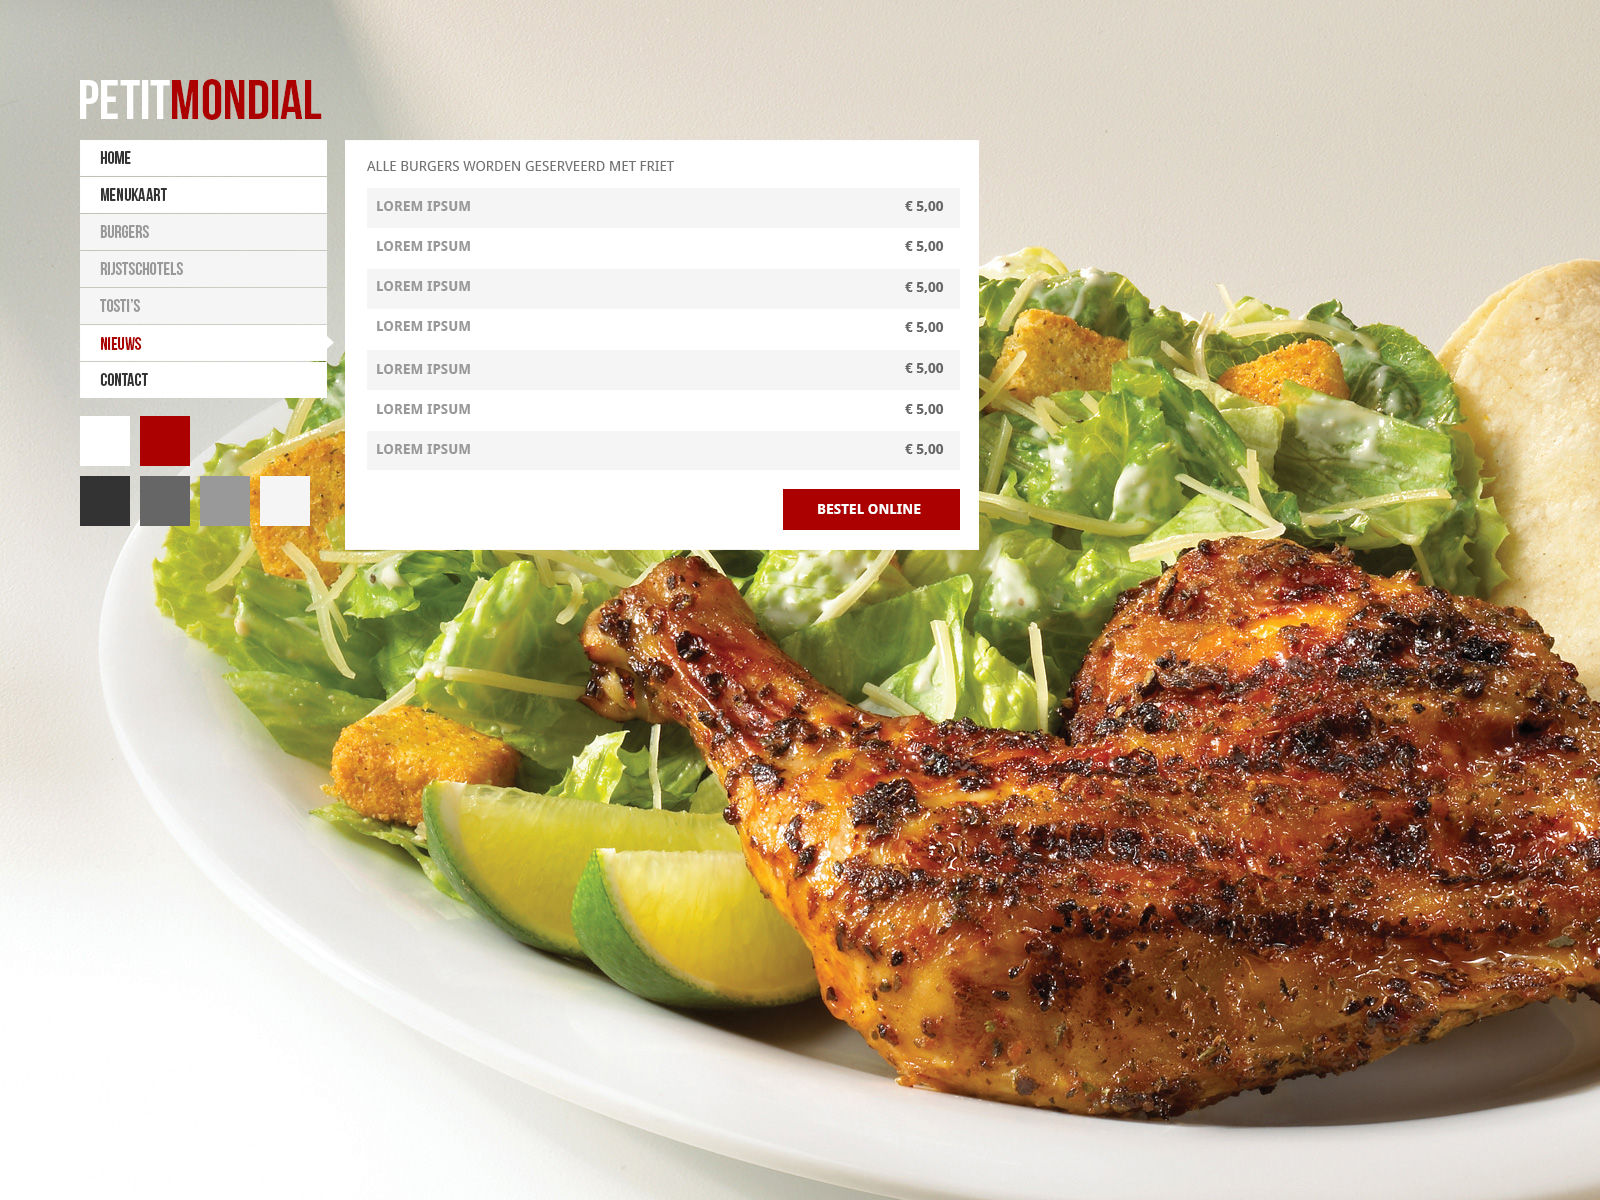 PETITMONDIAL
HOME
MENUKAART
BURGERS
RIJSTSCHOTELS
TOSTI'S
NIEUWS
CONTACT
ALLE BURGERS WORDEN GESERVEERD MET FRIET
LOREM IPSUM € 5,00
LOREM IPSUM € 5,00
LOREM IPSUM € 5,00
LOREM IPSUM € 5,00
LOREM IPSUM € 5,00
LOREM IPSUM € 5,00
LOREM IPSUM € 5,00
BESTEL ONLINE